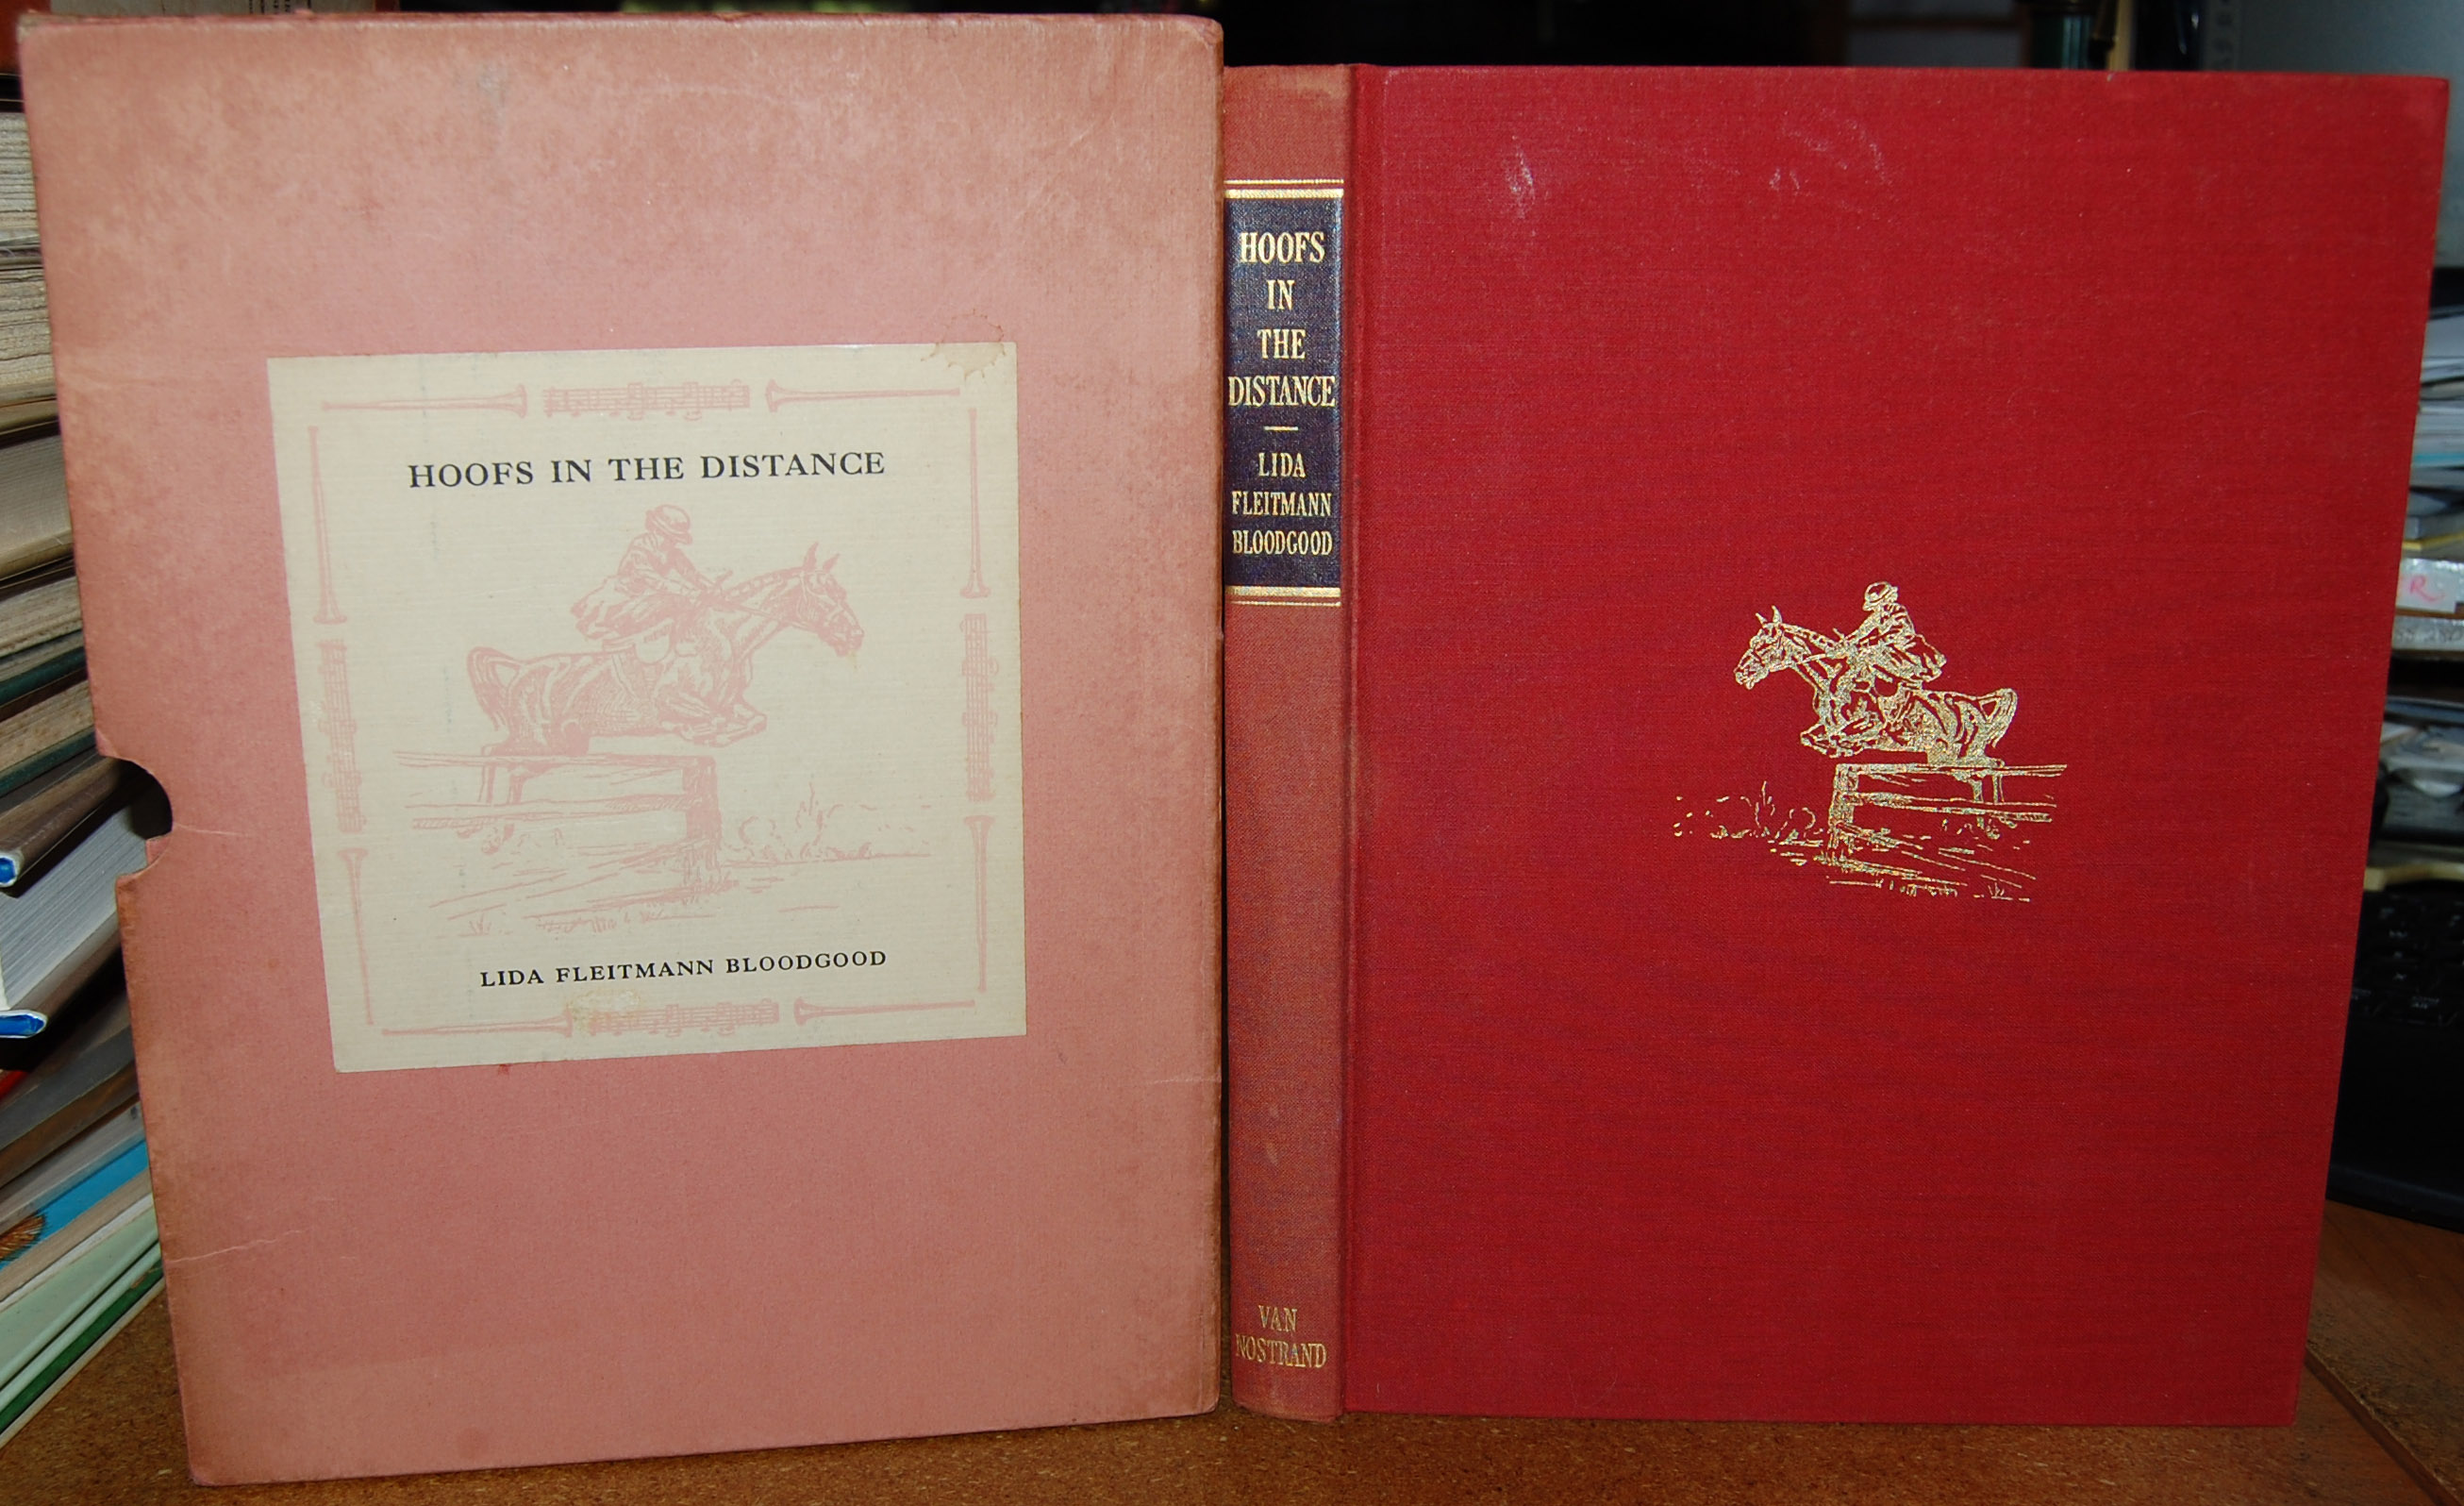 HOOFS IN THE DISTANCE
LIDA FLEITMANN BLOODGOOD
HOOFS
IN
THE
DISTANCE
LIDA
FLEITMANN
BLOODGOOD
VAN
NOSTRAND
R